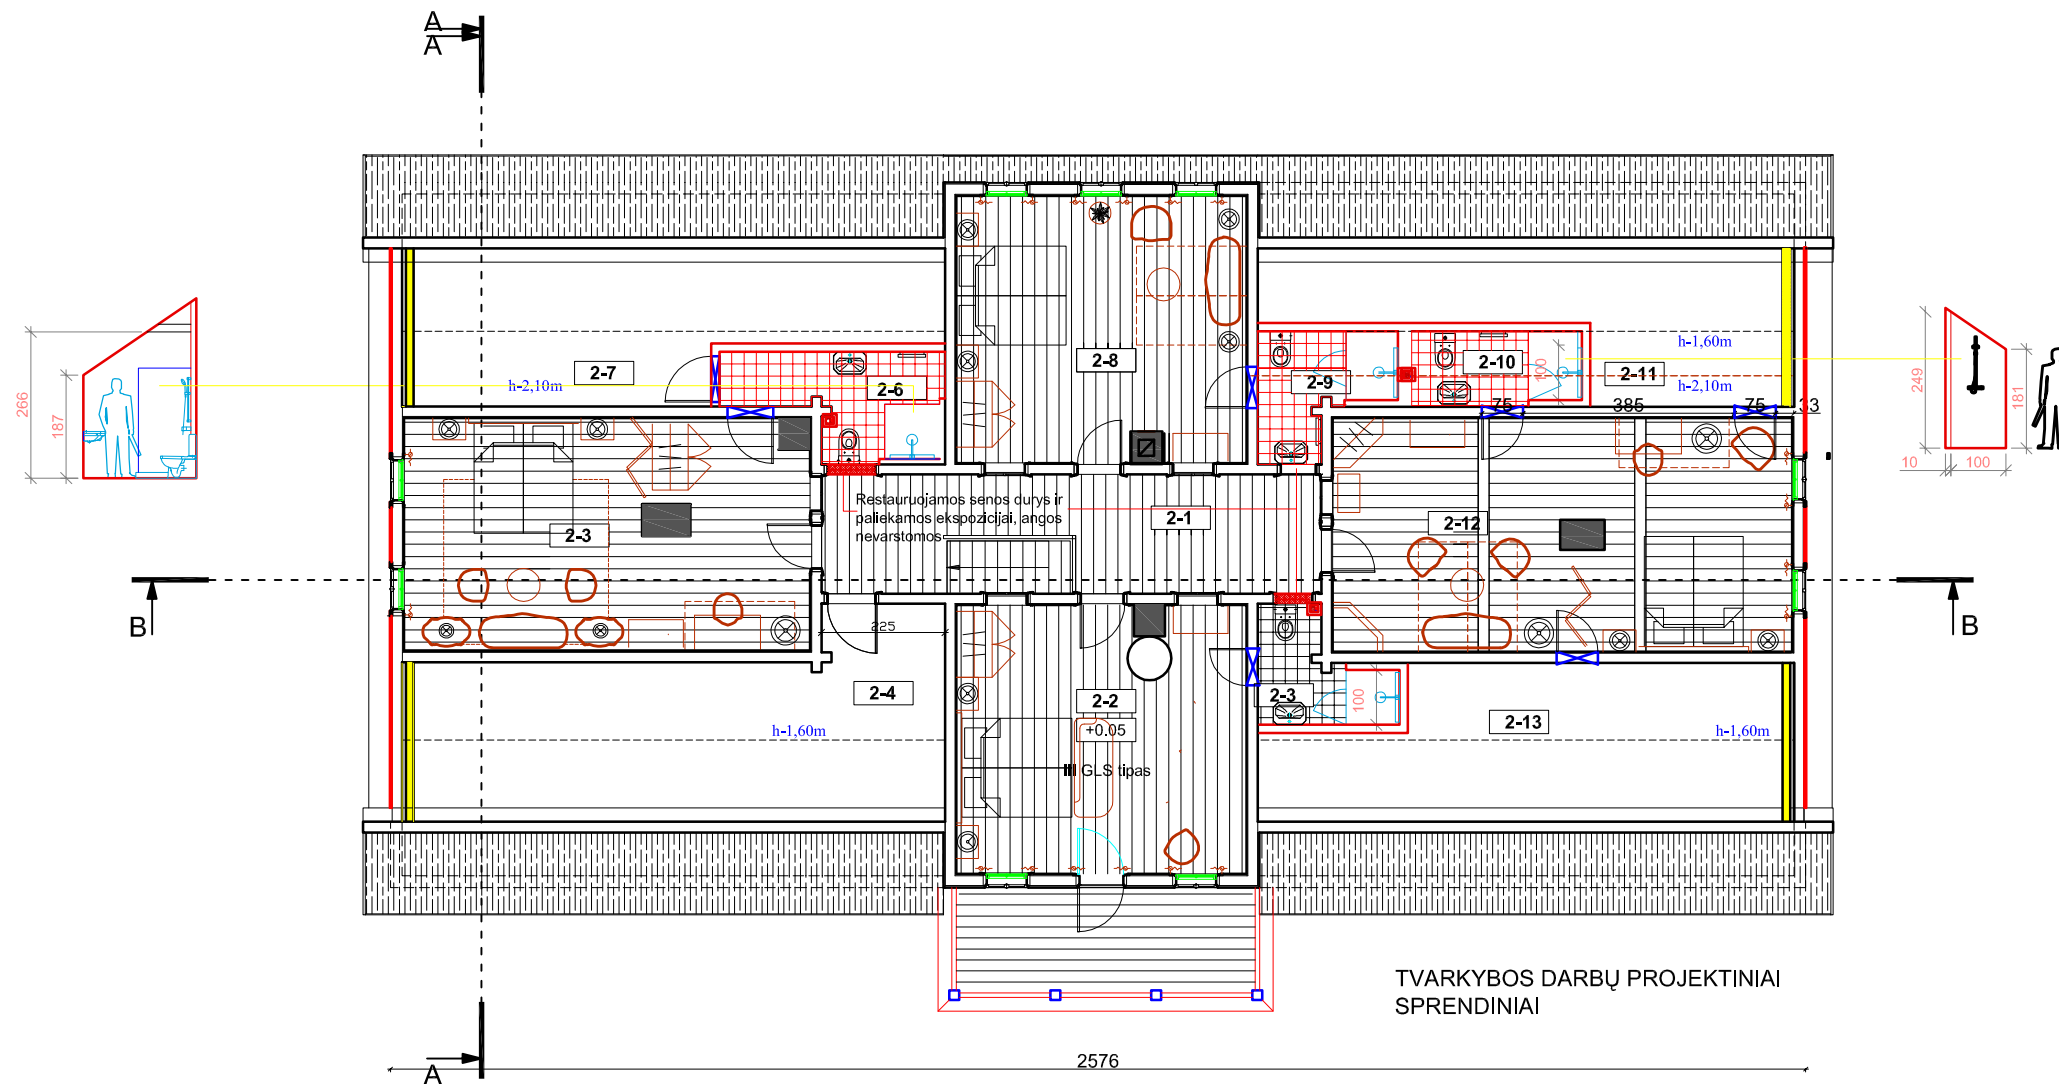 A
A
h-1,60m
2-7
2-8
2-10
100
2-11
h-2,10m
2-6
2-9
h-2,10m
266
187
249
181
10
100
75
385
75
33
Restauruojamos senos durys ir
paliekamos ekspozicijai, angos
nevarstomos
2-1
2-12
2-3
B
B
225
2-4
2-2
2-3
100
+0.05
2-13
h-1,60m
h-1,60m
III GLS tipas
TVARKYBOS DARBŲ PROJEKTINIAI
SPRENDINIAI
2576
A